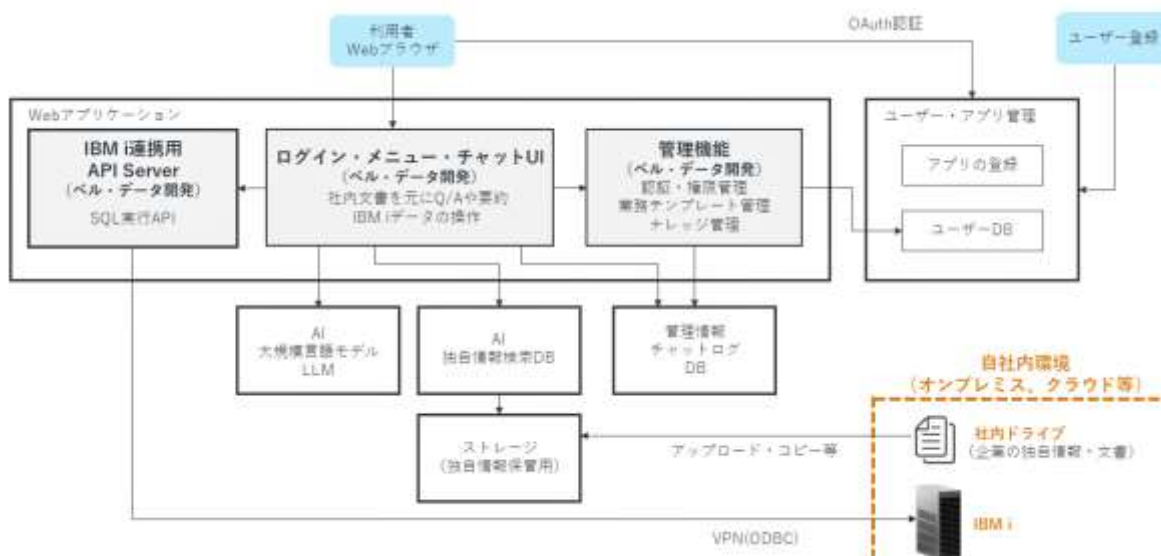 利用者
Webブラウザ
OAuth認証
ユーザー登録
Webアプリケーション
IBM i連携用
API Server
(ベル・データ開発)
SQL実行API
ログイン・メニュー・チャットUI
(ベル・データ開発)
社内文書を元にQ/Aや要約
IBM iデータの操作
管理機能
(ベル・データ開発)
認証・権限管理
業務テンプレート管理
ナレッジ管理
ユーザー・アプリ管理
アプリの登録
ユーザーDB
AI
大規模言語モデル
LLM
AI
独自情報検索DB
管理情報
チャットログ
DB
ストレージ
(独自情報保管用)
アップロード・コピー等
自社内環境
(オンプレミス、クラウド等)
社内ドライブ
(企業の独自情報・文書)
IBM i
VPN(ODBC)